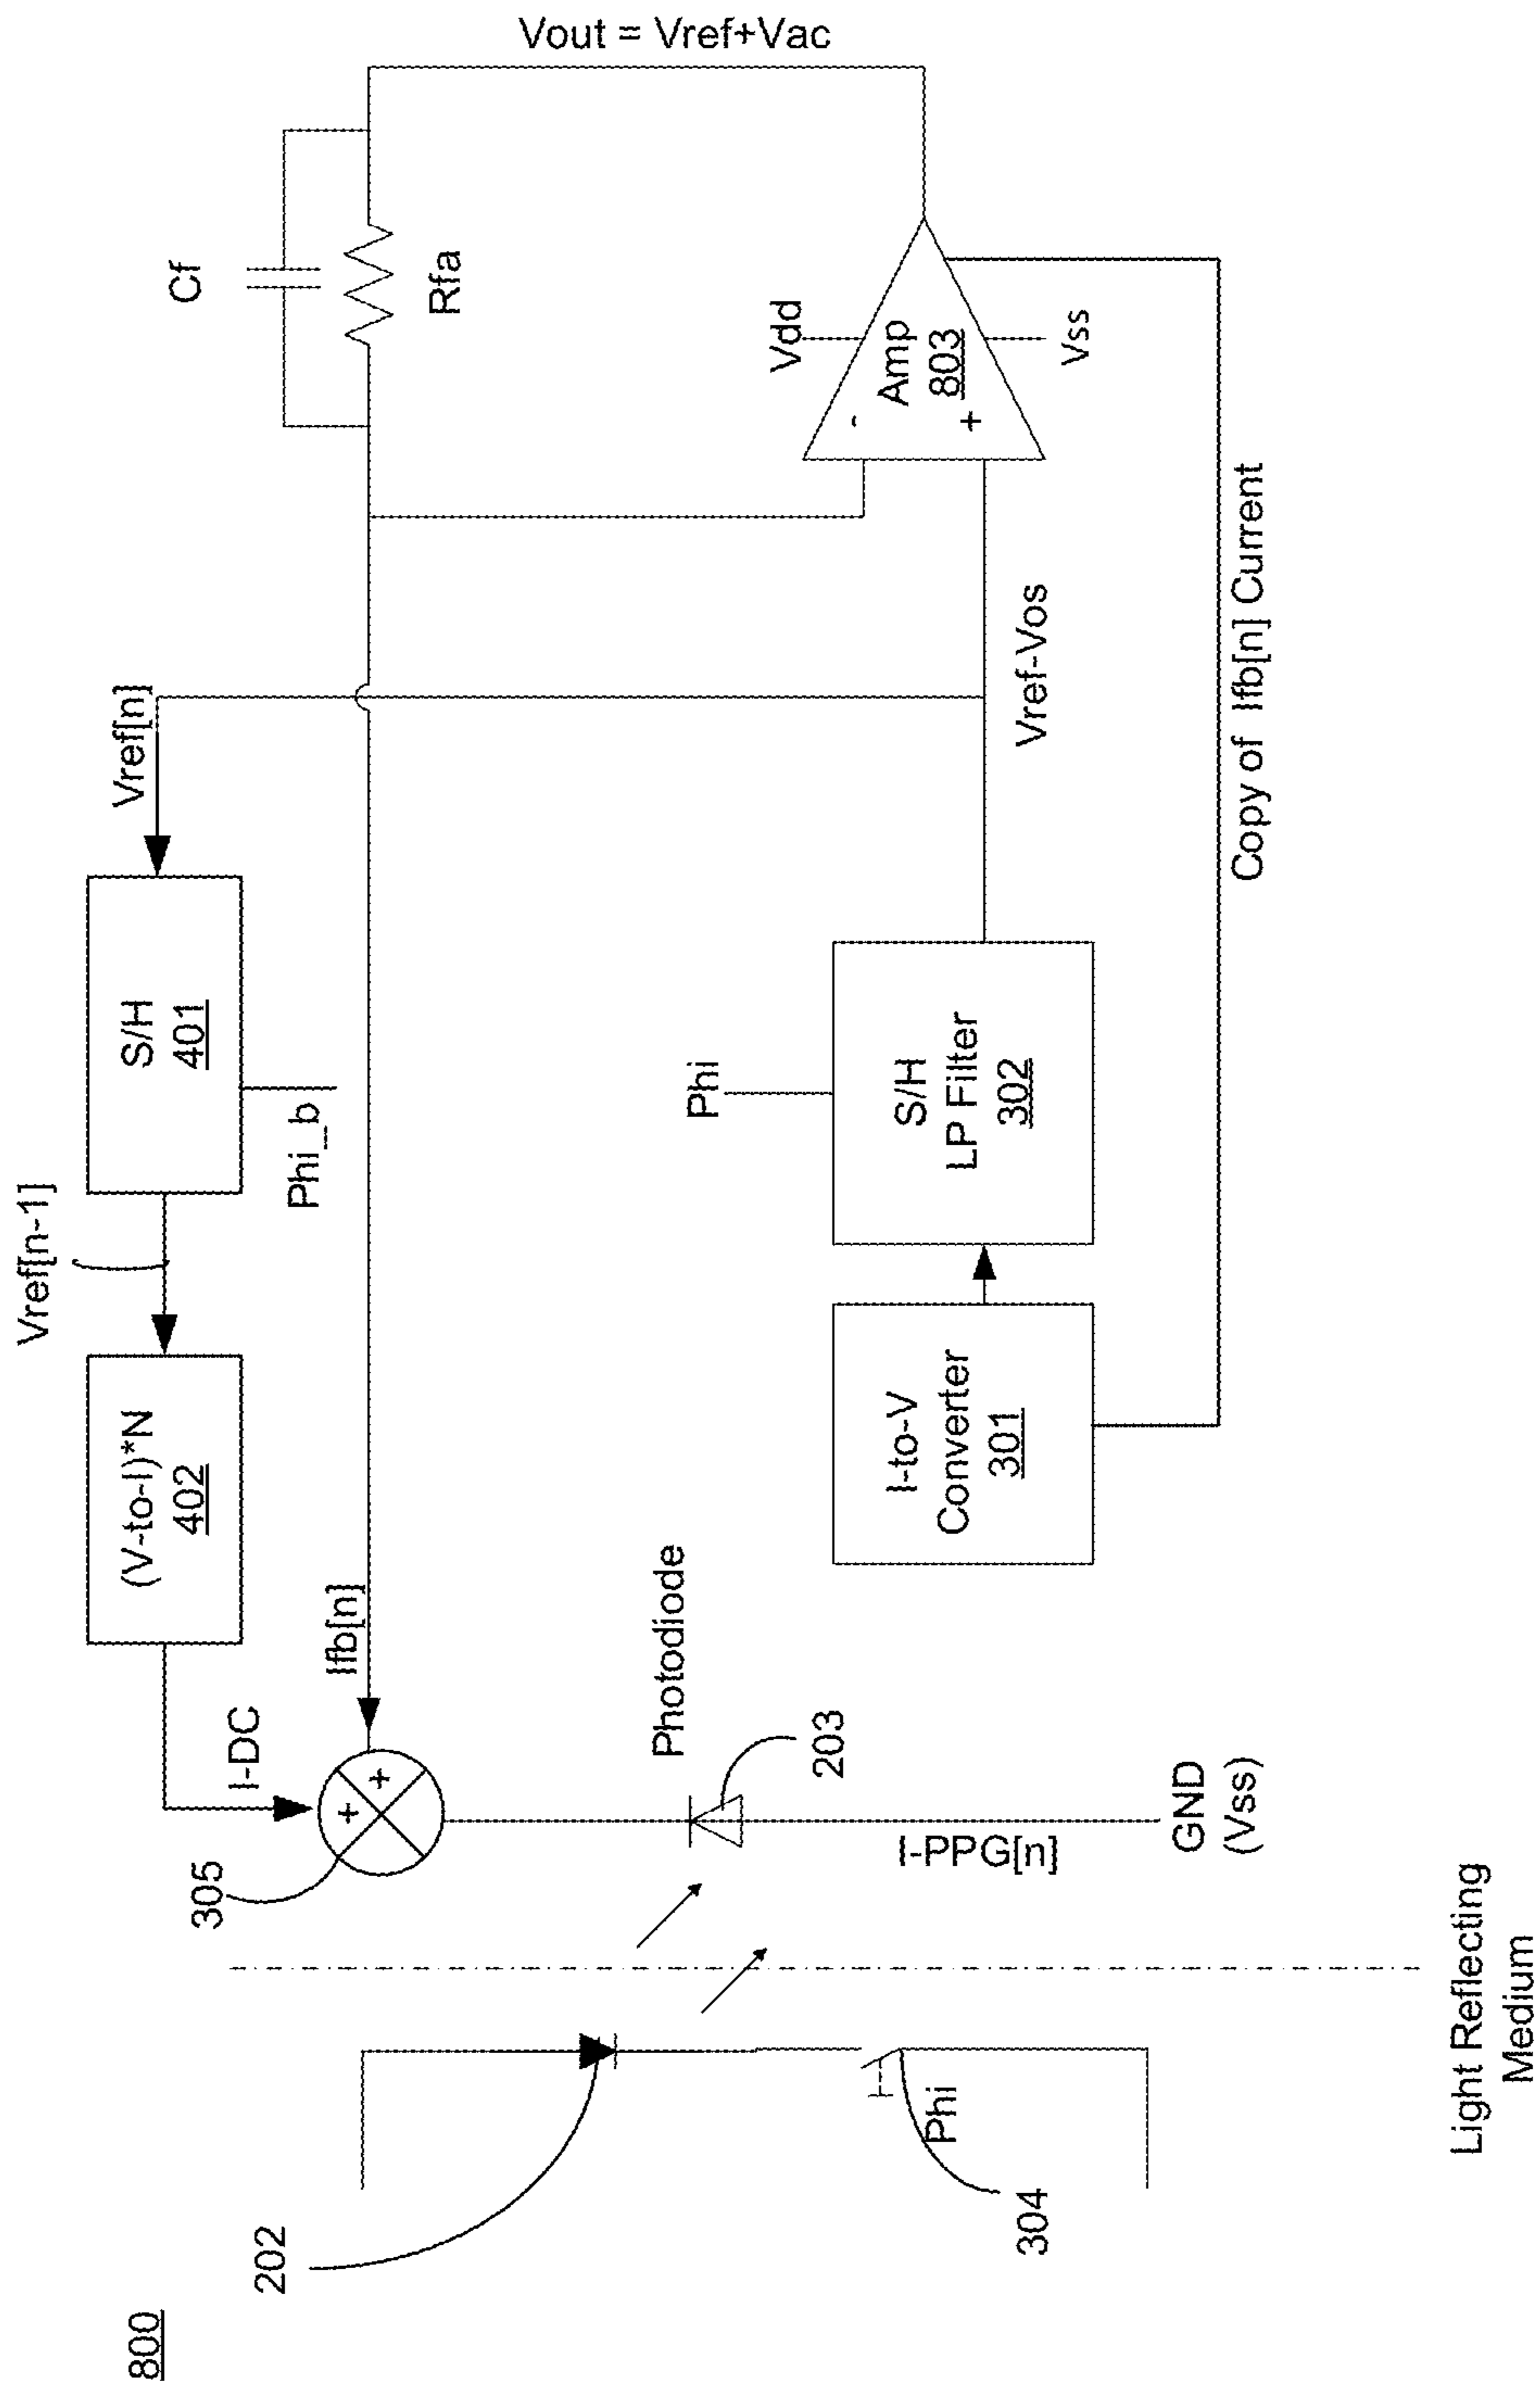 800
202
304
Phi
Light Reflecting
Medium
305
I-DC
Ifb[n]
Photodiode
203
I-PPG[n]
GND
(Vss)
(V-to-I)*N
402
Vref[n-1]
S/H
401
Phi_b
Vref[n]
I-to-V
Converter
301
S/H
LP Filter
302
Phi
Vref-Vos
Copy of Ifb[n] Current
Cf
Rfa
Vdd
-
Amp
803
+
Vss
Vout = Vref+Vac
+
+